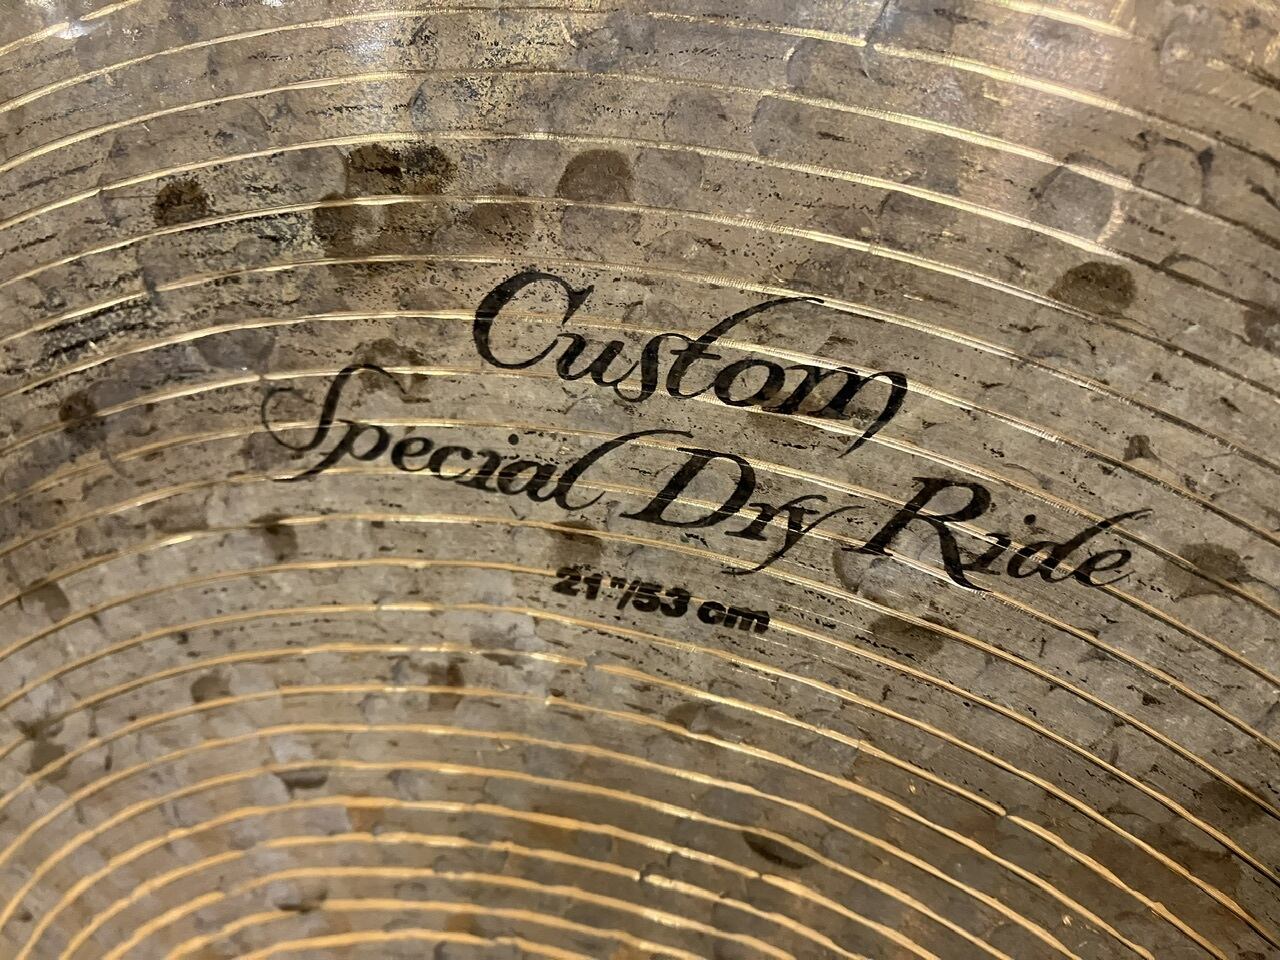 Custom
Special Dry Ride
21"/53 cm